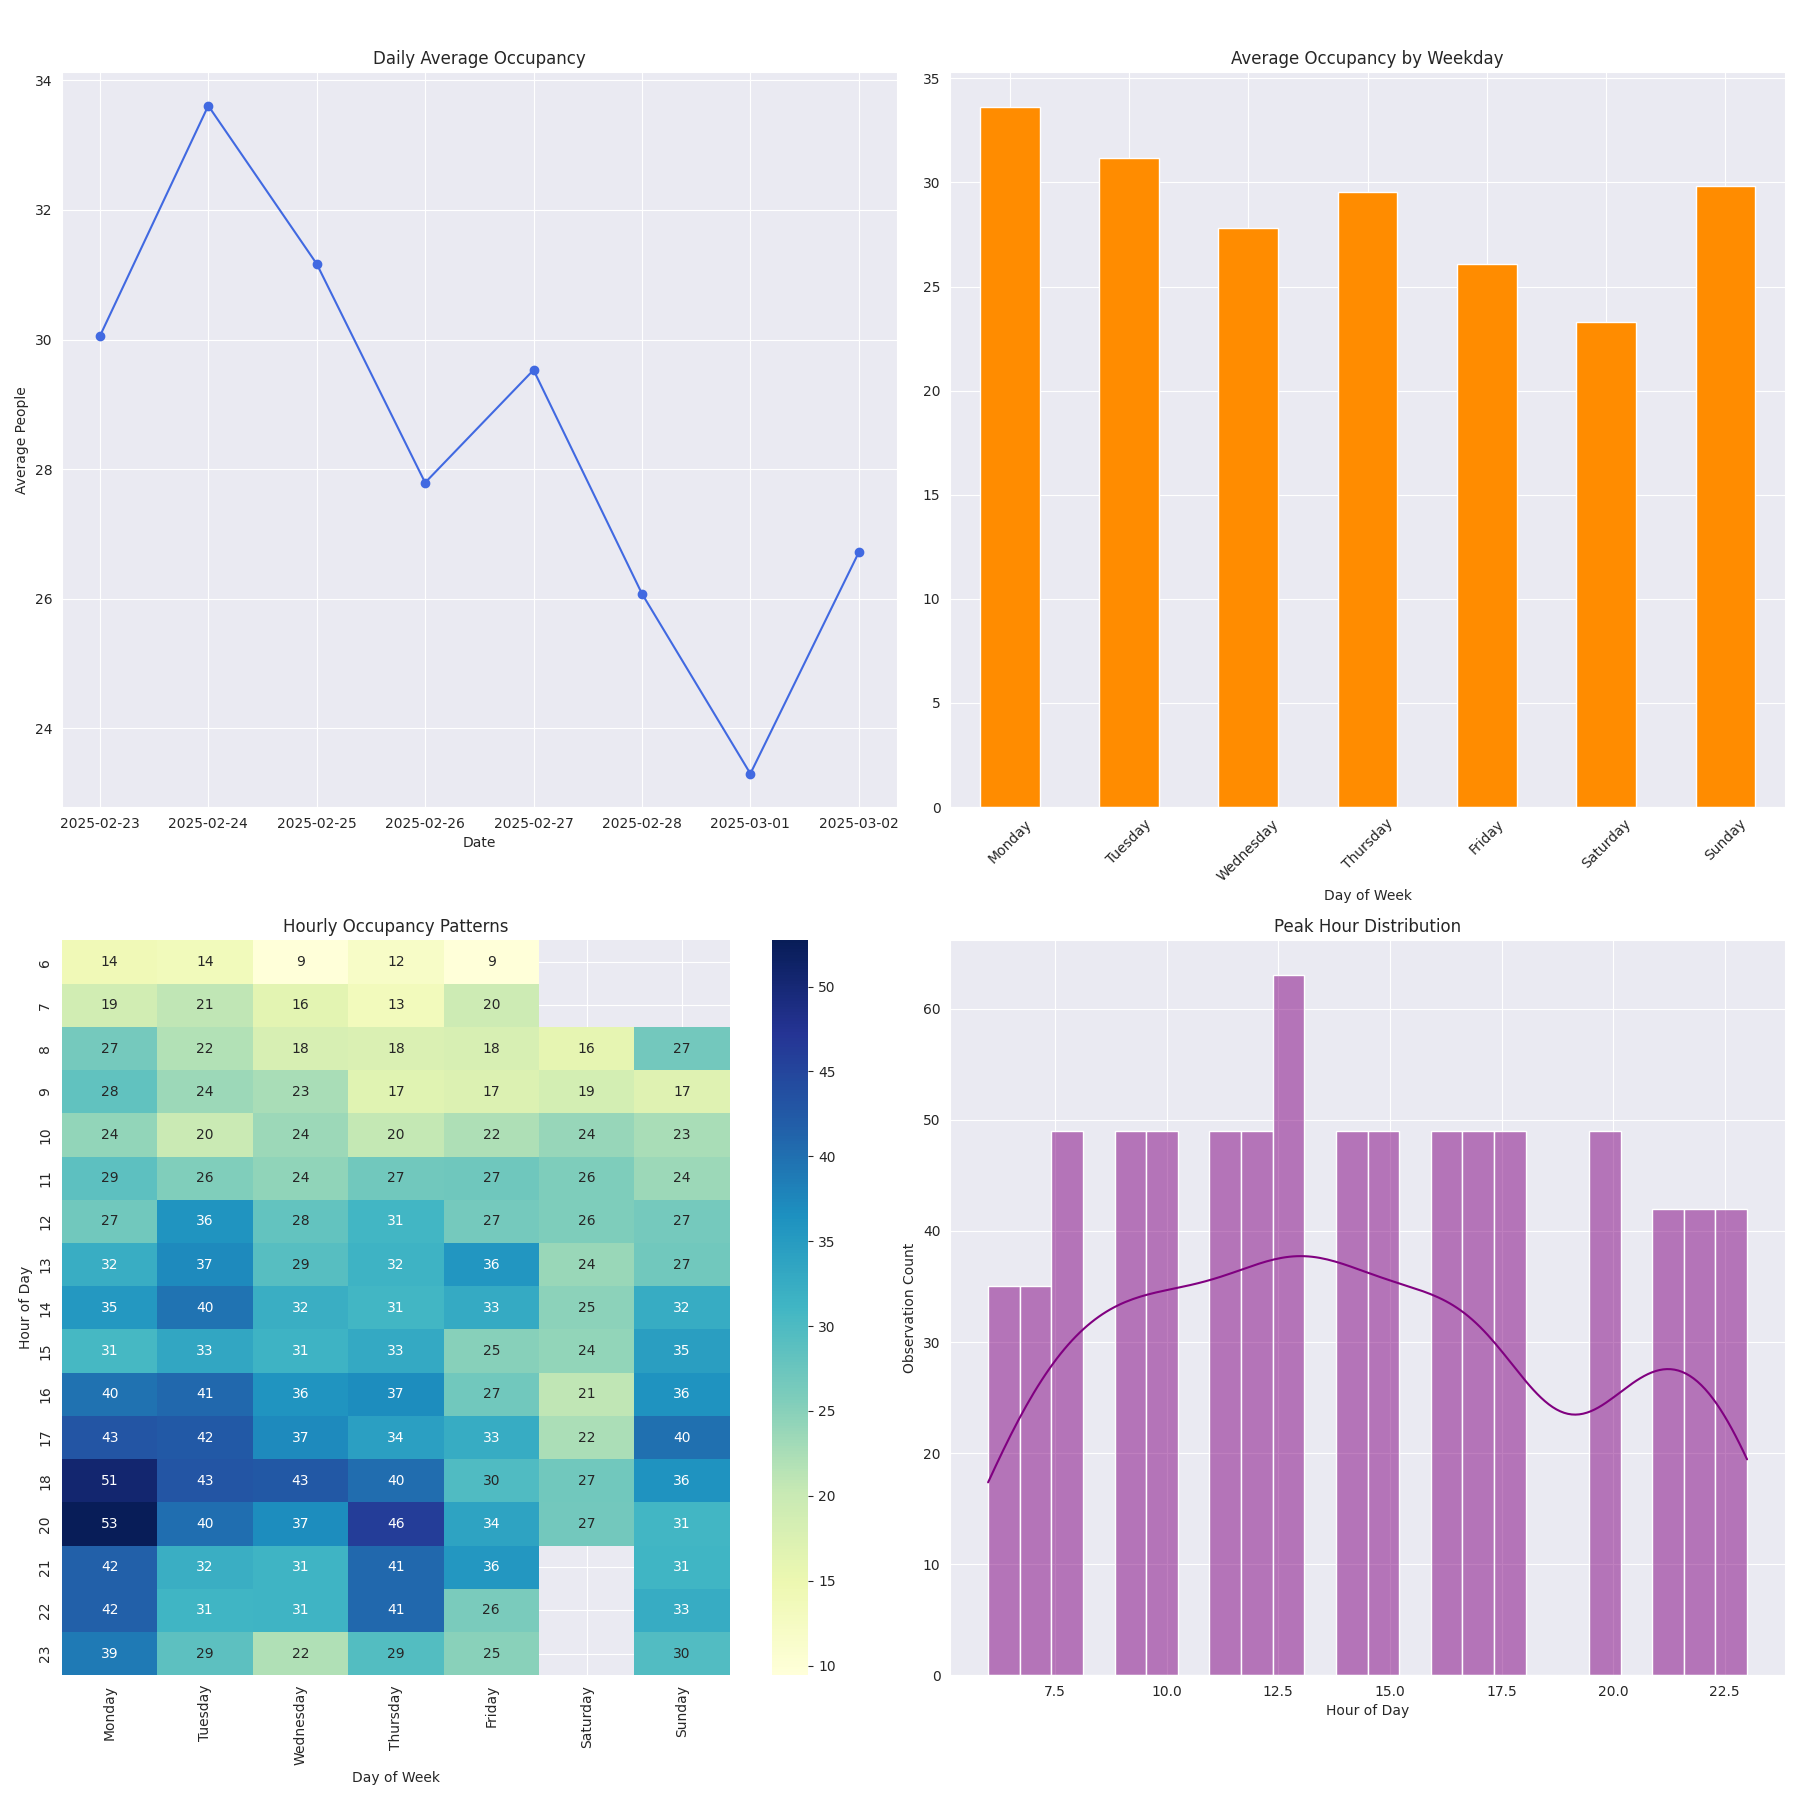 Daily Average Occupancy
34
32
30
28
26
24
Average People
2025-02-23 2025-02-24 2025-02-25 2025-02-26 2025-02-27 2025-02-28 2025-03-01 2025-03-02
Date
Average Occupancy by Weekday
35
30
25
20
15
10
5
0
Monday Tuesday Wednesday Thursday Friday Saturday Sunday
Day of Week
Hourly Occupancy Patterns
Hour of Day
6 14 14 9 12 9
7 19 21 16 13 20
8 27 22 18 18 18 16 27
9 28 24 23 17 17 19 17
10 24 20 24 20 22 24 23
11 29 26 24 27 27 26 24
12 27 36 28 31 27 26 27
13 32 37 29 32 36 24 27
14 35 40 32 31 33 25 32
15 31 33 31 33 25 24 35
16 40 41 36 37 27 21 36
17 43 42 37 34 33 22 40
18 51 43 43 40 30 27 36
20 53 40 37 46 34 27 31
21 42 32 31 41 36 31
22 42 31 31 41 26 33
23 39 29 22 29 25 30
Monday Tuesday Wednesday Thursday Friday Saturday Sunday
Day of Week
50
45
40
35
30
25
20
15
10
Peak Hour Distribution
60
50
40
30
20
10
0
Observation Count
7.5 10.0 12.5 15.0 17.5 20.0 22.5
Hour of Day